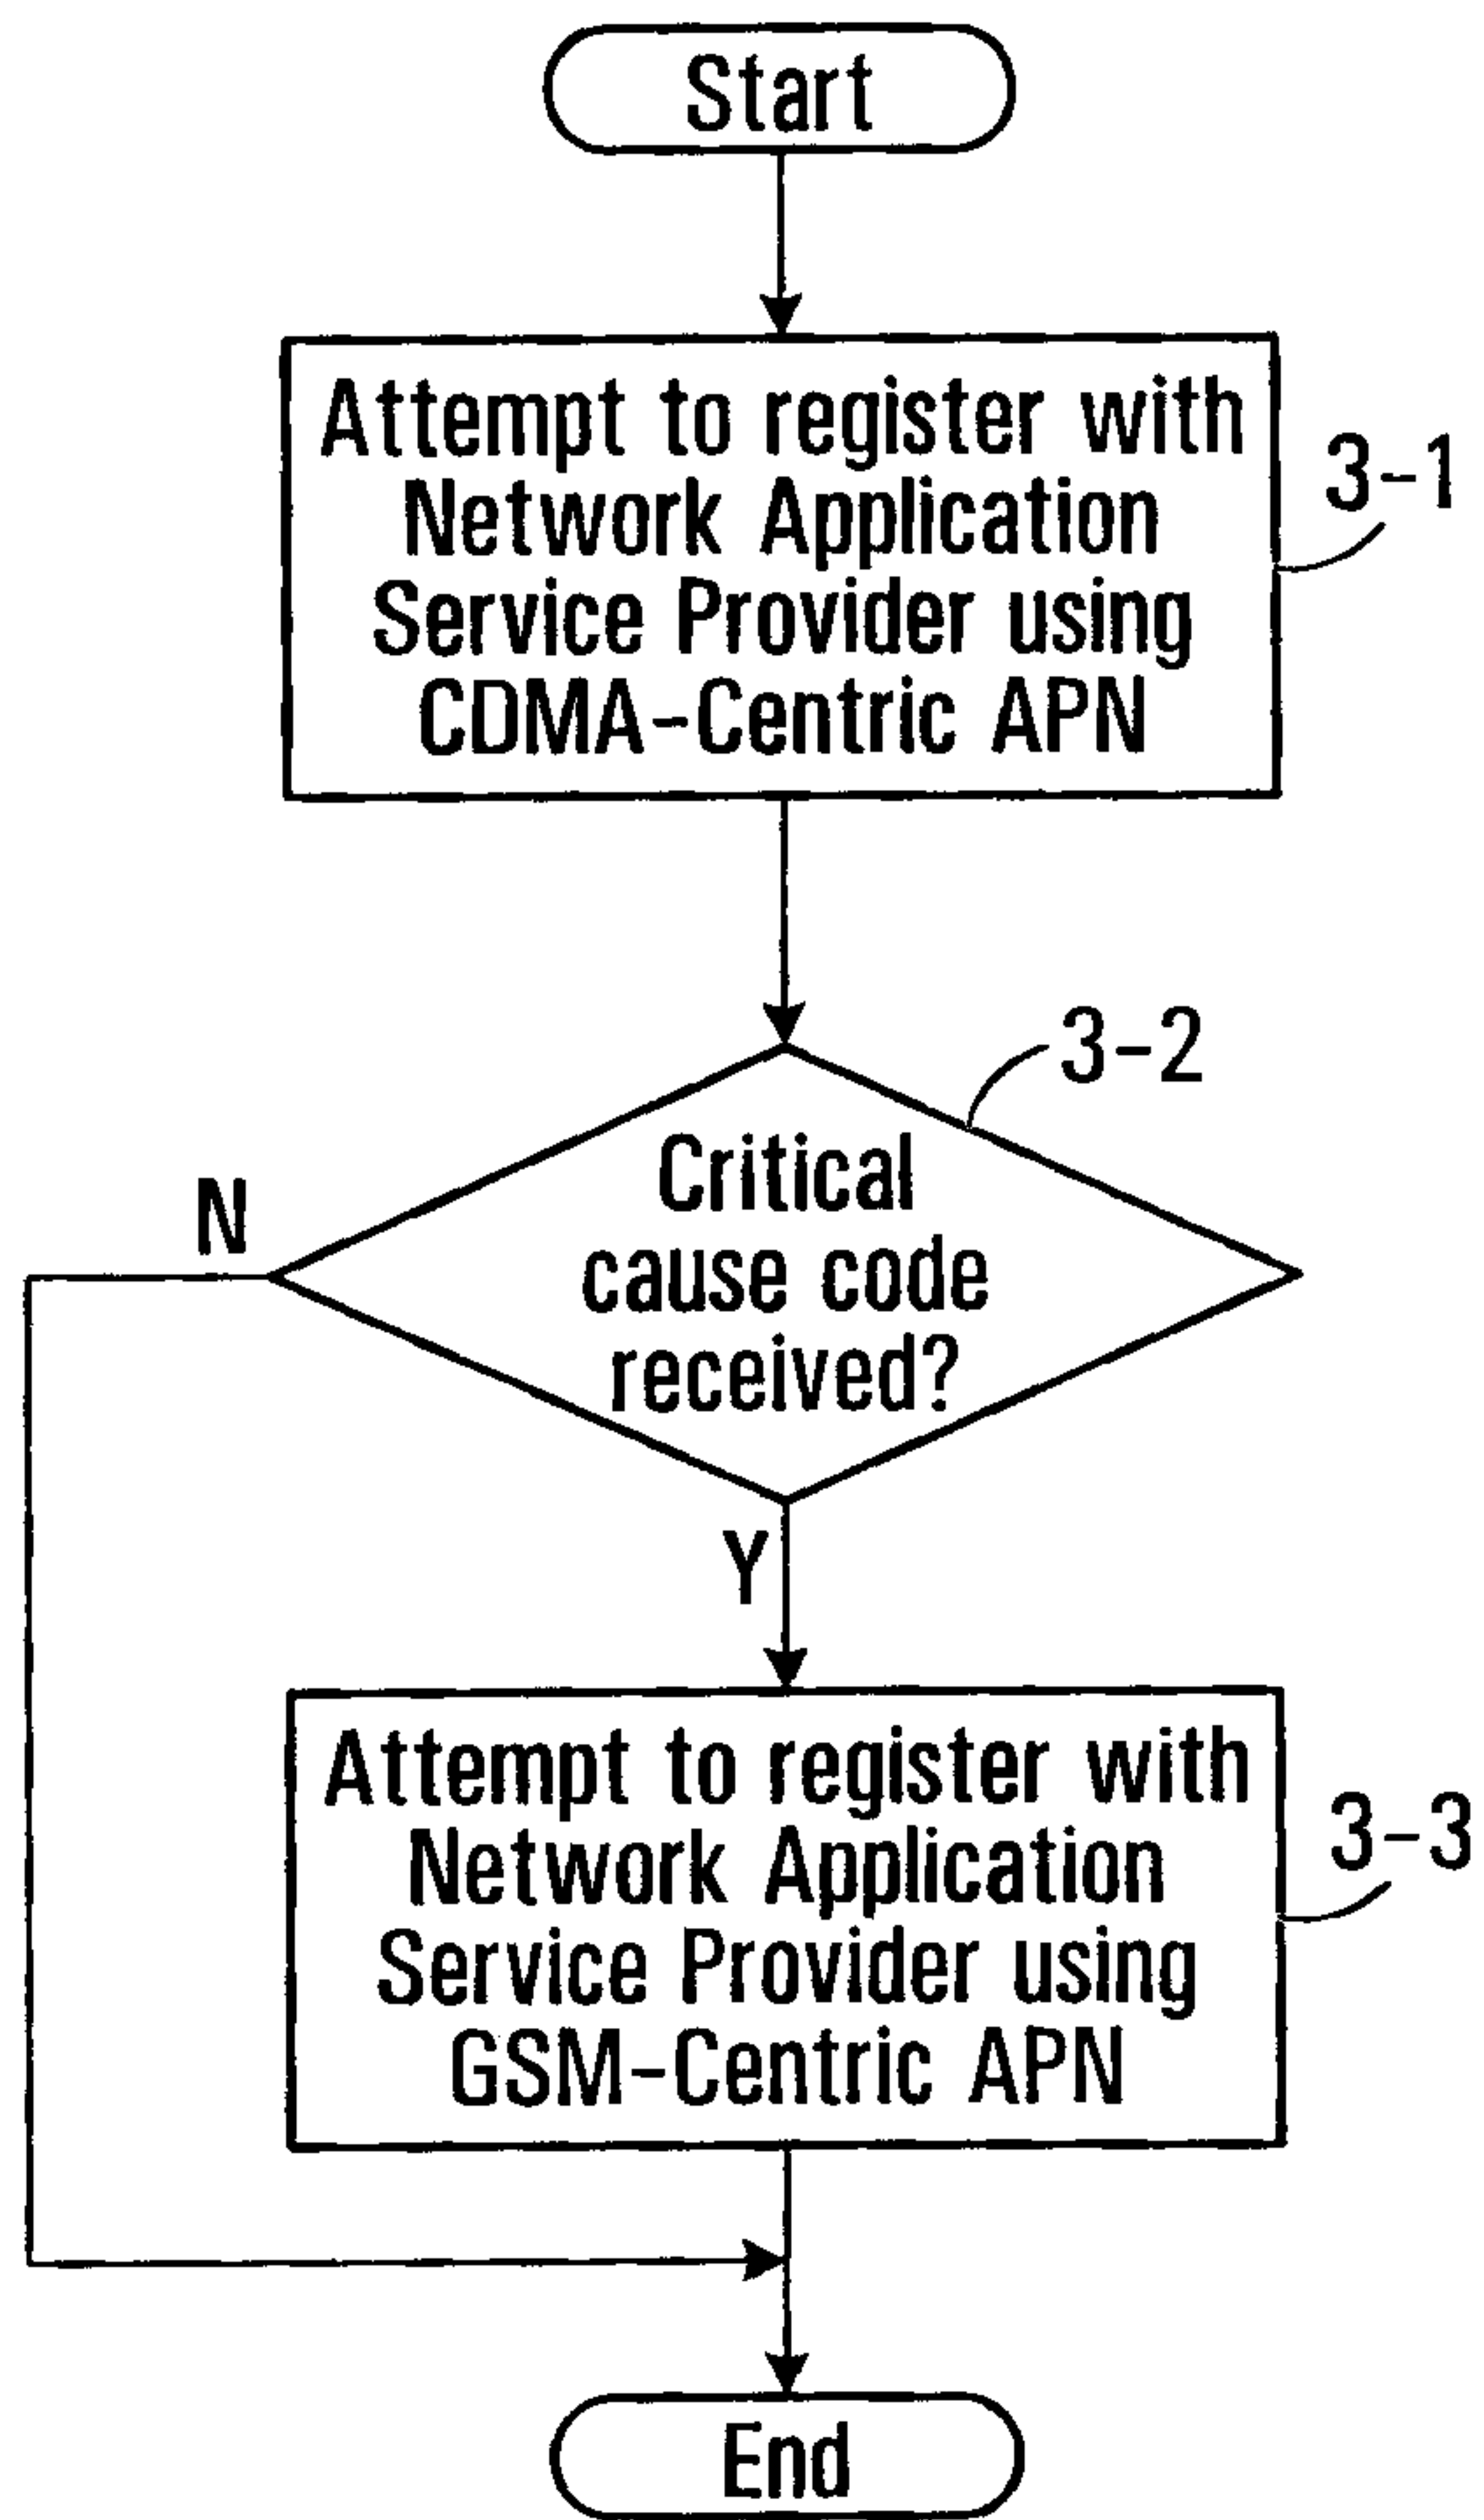 Start
Attempt to register with
Network Application
Service Provider using
CDMA-Centric APN
3-1
3-2
Critical
cause code
received?
N
Y
Attempt to register with
Network Application
Service Provider using
GSM-Centric APN
3-3
End